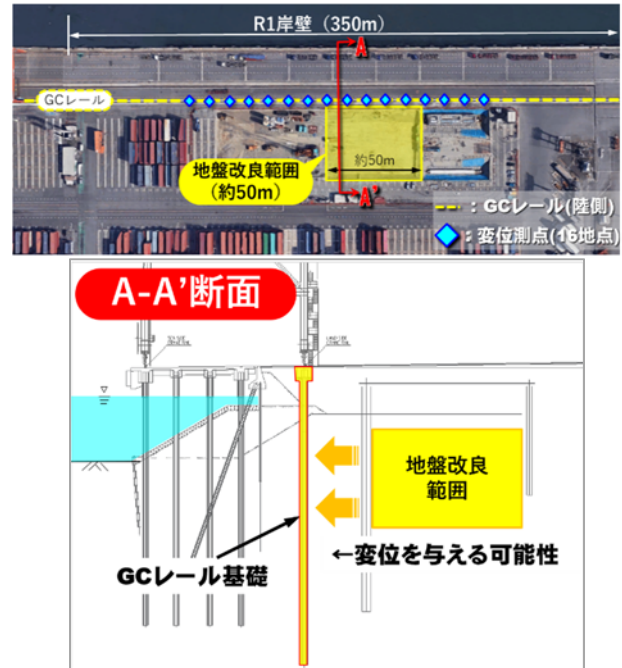 R1岸壁（350m）
A
GCレール
約50m
地盤改良範囲
（約50m）
A'
：GCレール(陸側)
：変位測点(16地点)
A-A’断面
地盤改良
範囲
←変位を与える可能性
GCレール基礎